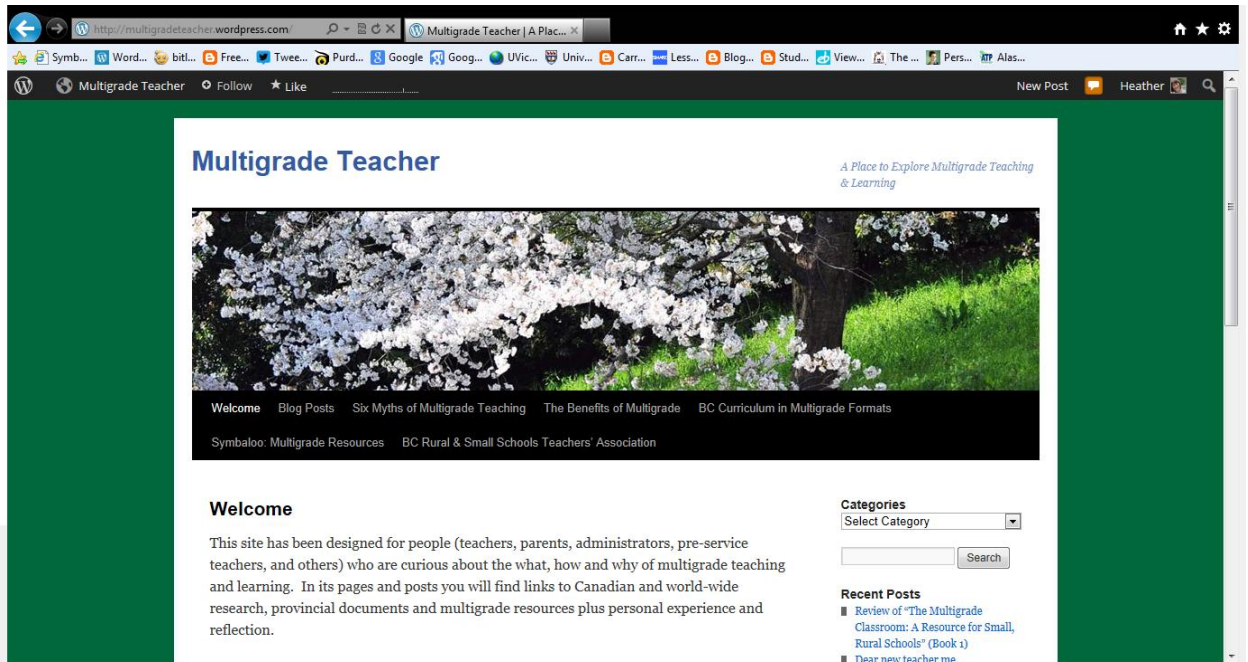 http://multigradeteacher.wordpress.com/
Multigrade Teacher | A Plac...
Symb... Word... bitl... Free... Twee... Purd... Google Goog... UVic... Univ... Carr... Less... Blog... Stud... View... The ... Pers... Alas...
Multigrade Teacher Follow Like New Post Heather
Multigrade Teacher
A Place to Explore Multigrade Teaching
& Learning
Welcome Blog Posts Six Myths of Multigrade Teaching The Benefits of Multigrade BC Curriculum in Multigrade Formats
Symbaloo: Multigrade Resources BC Rural & Small Schools Teachers' Association
Welcome
This site has been designed for people (teachers, parents, administrators, pre-service
teachers, and others) who are curious about the what, how and why of multigrade teaching
and learning. In its pages and posts you will find links to Canadian and world-wide
research, provincial documents and multigrade resources plus personal experience and
reflection.
Categories
Select Category
Search
Recent Posts
Review of "The Multigrade
Classroom: A Resource for Small,
Rural Schools" (Book 1)
Dear new teacher me